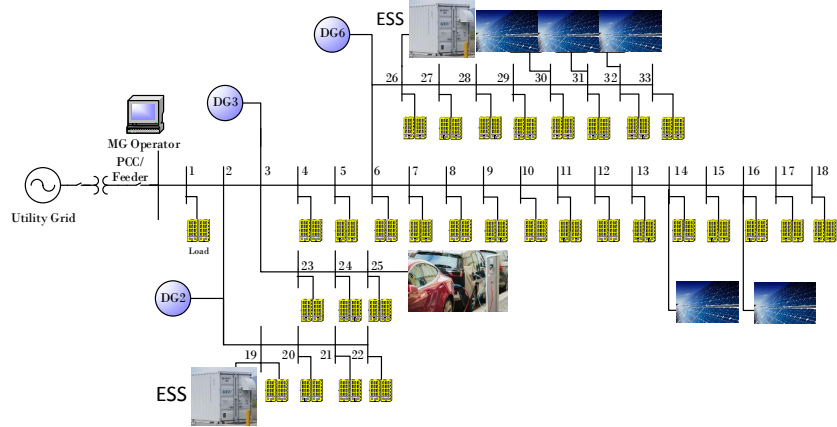 ESS
DG6
26 27 28 29 30 31 32 33
DG3
MG Operator
PCC/
Feeder
1 2 3 4 5 6 7 8 9 10 11 12 13 14 15 16 17 18
Utility Grid
Load
23 24 25
DG2
19 20 21 22
ESS